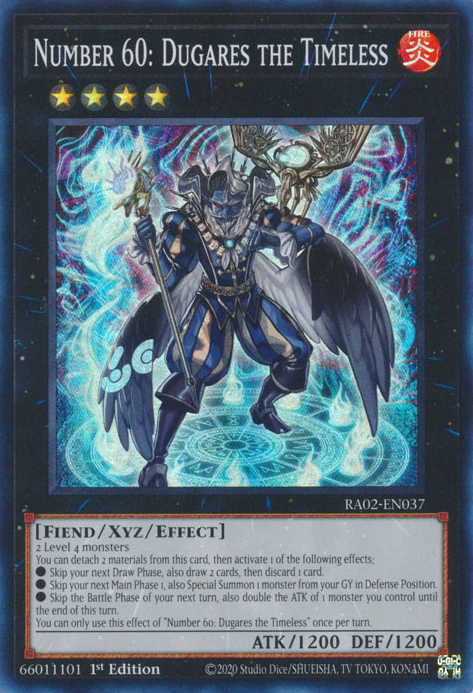 NUMBER 60: DUGARES THE TIMELESS
FIRE
炎
RA02-EN037
[FIEND/XYZ/EFFECT]
2 Level 4 monsters
You can detach 2 materials from this card, then activate 1 of the following effects;
● Skip your next Draw Phase, also draw 2 cards, then discard 1 card.
● Skip your next Main Phase 1, also Special Summon 1 monster from your GY in Defense Position.
● Skip the Battle Phase of your next turn, also double the ATK of 1 monster you control until
the end of this turn.
You can only use this effect of "Number 60: Dugares the Timeless" once per turn.
ATK/1200 DEF/1200
66011101 1st Edition ©2020 Studio Dice/SHUEISHA, TV TOKYO, KONAMI